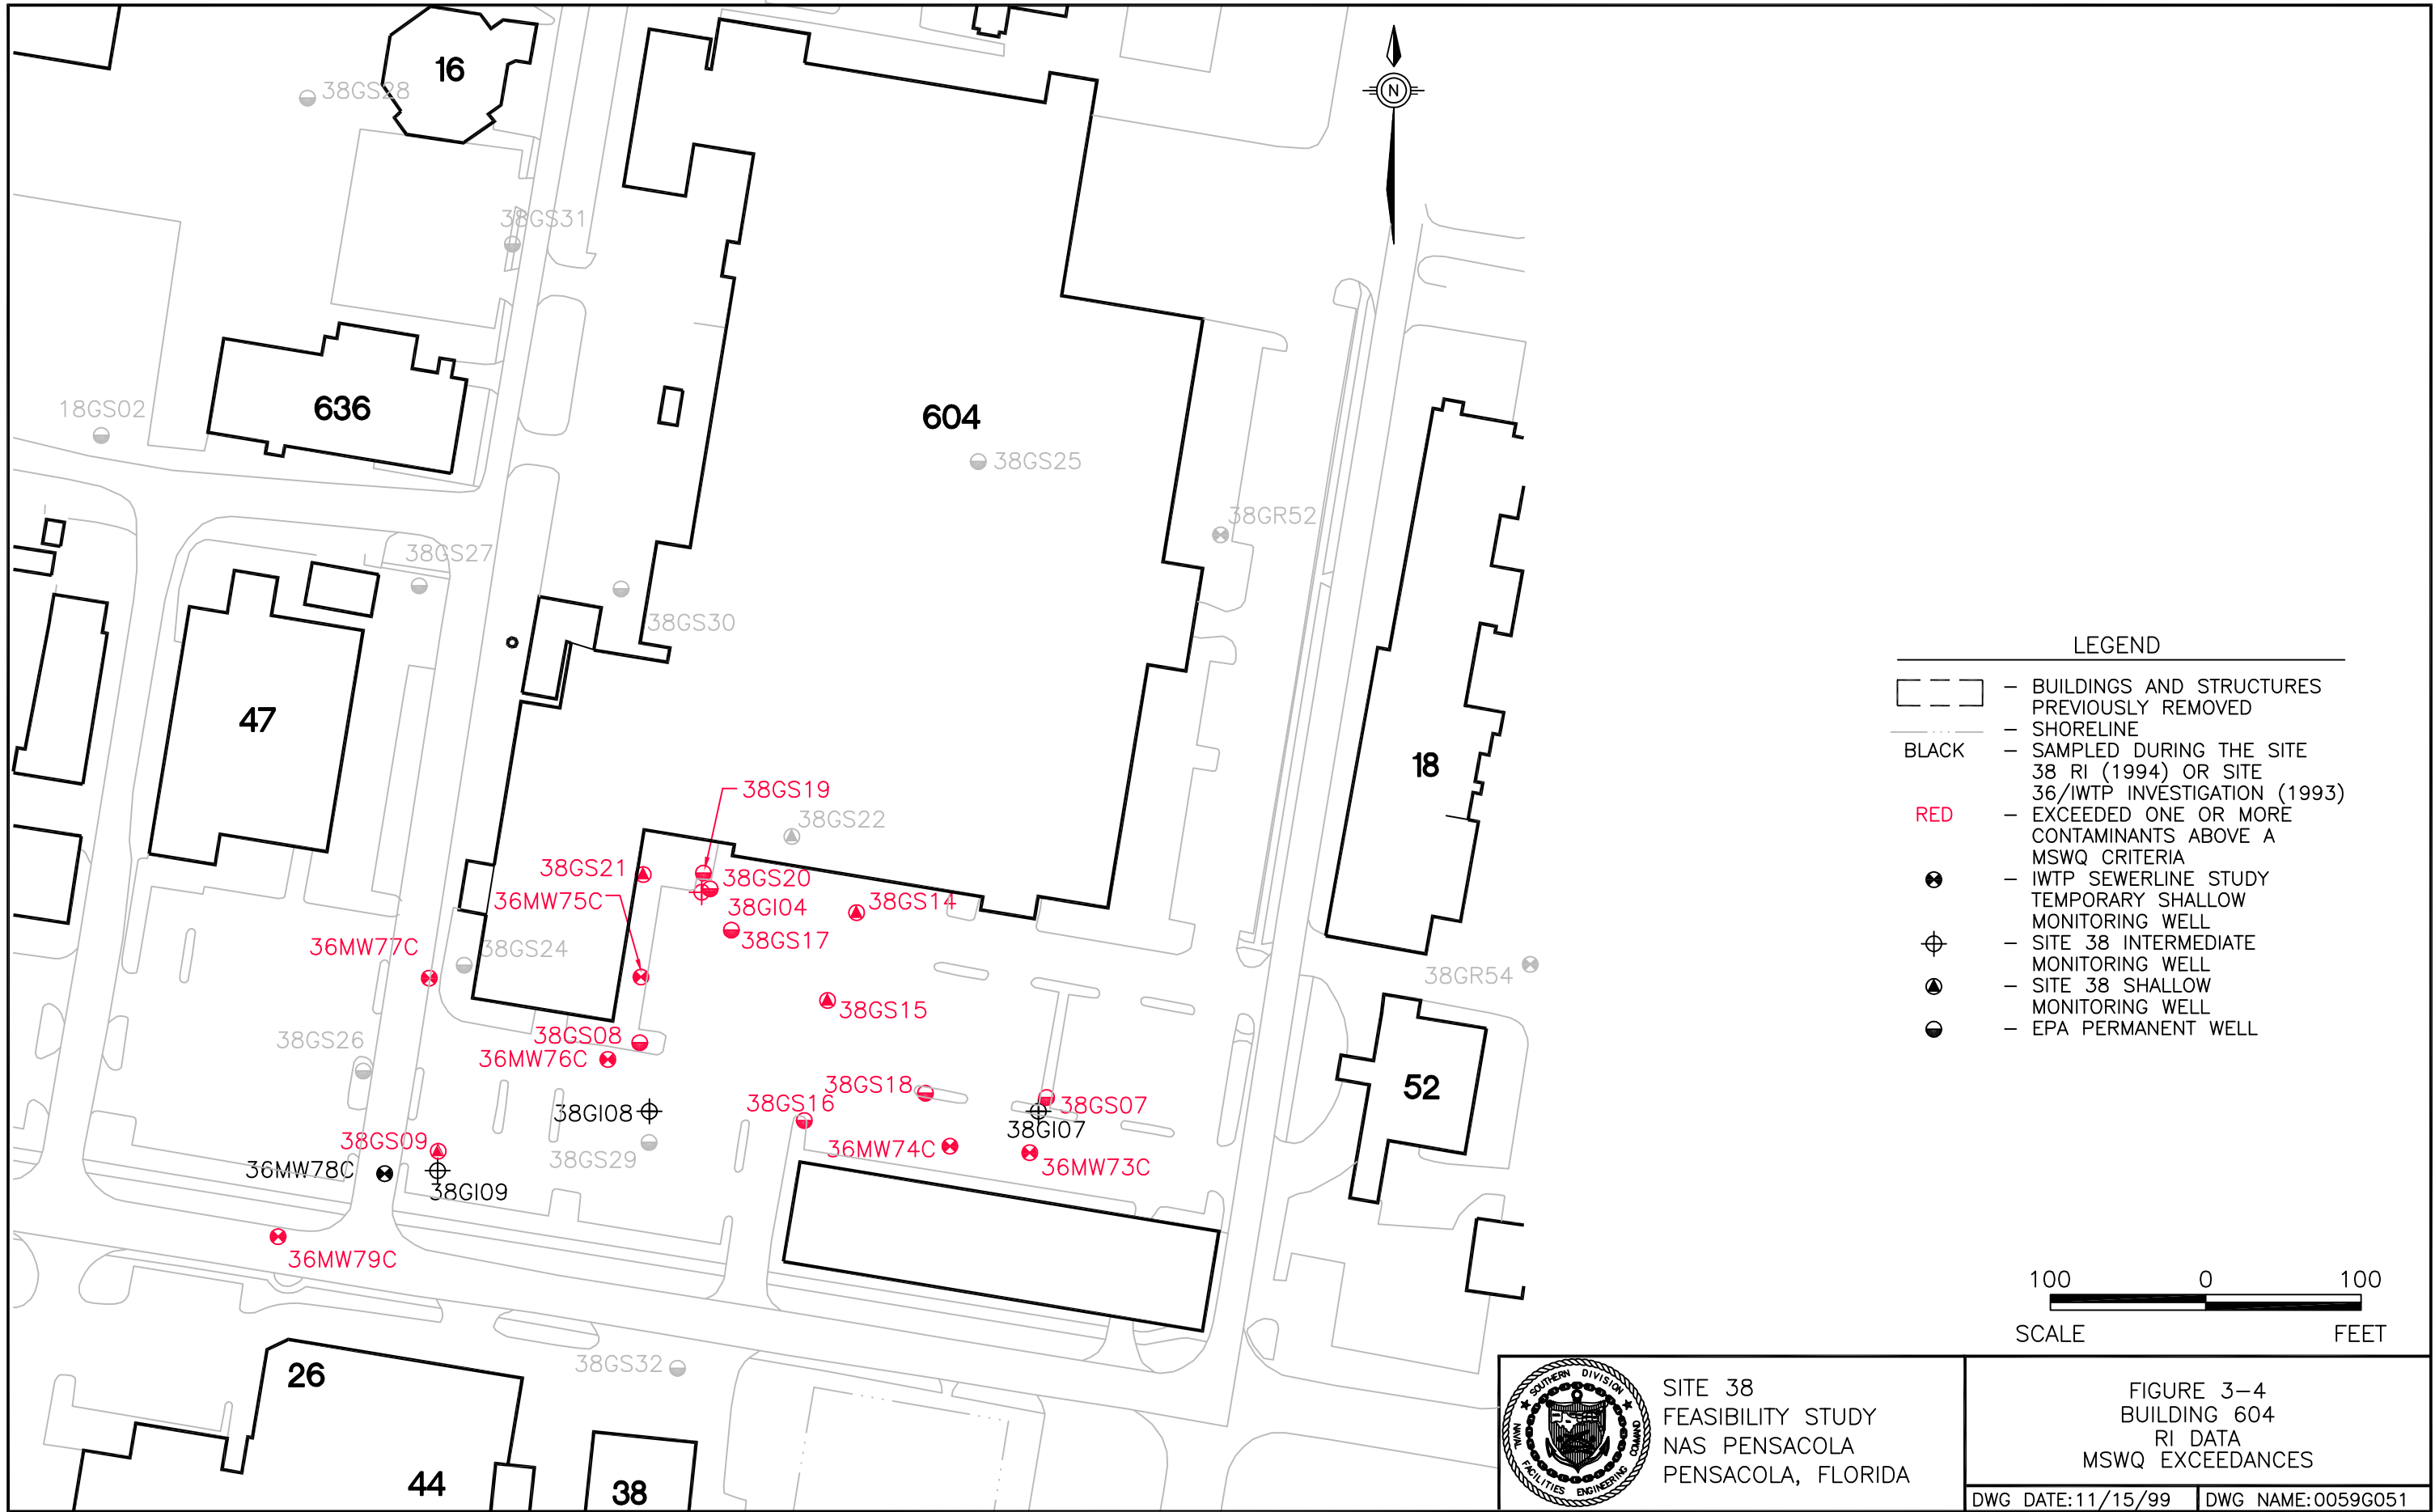 16
38GS28
N
38GS31
636
18GS02
604
38GS25
38GR52
38GS27
38GS30
47
18
38GS19
38GS22
38GS21
38GS20
36MW75C
38GI04
38GS14
38GS17
36MW77C
38GS24
38GR54
38GS15
38GS08
38GS26
36MW76C
38GS18
38GS07
52
38GS16
38GI08
38GI07
38GS09
38GS29
36MW74C
36MW73C
36MW78C
38GI09
36MW79C
38GS32
26
44
38
LEGEND
– BUILDINGS AND STRUCTURES
PREVIOUSLY REMOVED
– SHORELINE
BLACK – SAMPLED DURING THE SITE
38 RI (1994) OR SITE
36/IWTP INVESTIGATION (1993)
RED – EXCEEDED ONE OR MORE
CONTAMINANTS ABOVE A
MSWQ CRITERIA
– IWTP SEWERLINE STUDY
TEMPORARY SHALLOW
MONITORING WELL
– SITE 38 INTERMEDIATE
MONITORING WELL
– SITE 38 SHALLOW
MONITORING WELL
– EPA PERMANENT WELL
100 0 100
SCALE FEET
SOUTHERN DIVISION
NAVAL FACILITIES ENGINEERING COMMAND
SITE 38
FEASIBILITY STUDY
NAS PENSACOLA
PENSACOLA, FLORIDA
FIGURE 3–4
BUILDING 604
RI DATA
MSWQ EXCEEDANCES
DWG DATE:11/15/99 DWG NAME:0059G051